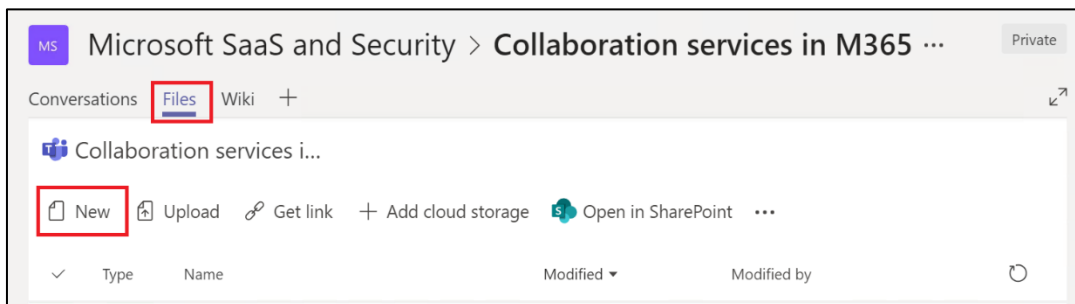 MS Microsoft SaaS and Security > Collaboration services in M365 ··· Private
Conversations Files Wiki +
Collaboration services i...
New Upload Get link + Add cloud storage Open in SharePoint ···
Type Name Modified Modified by